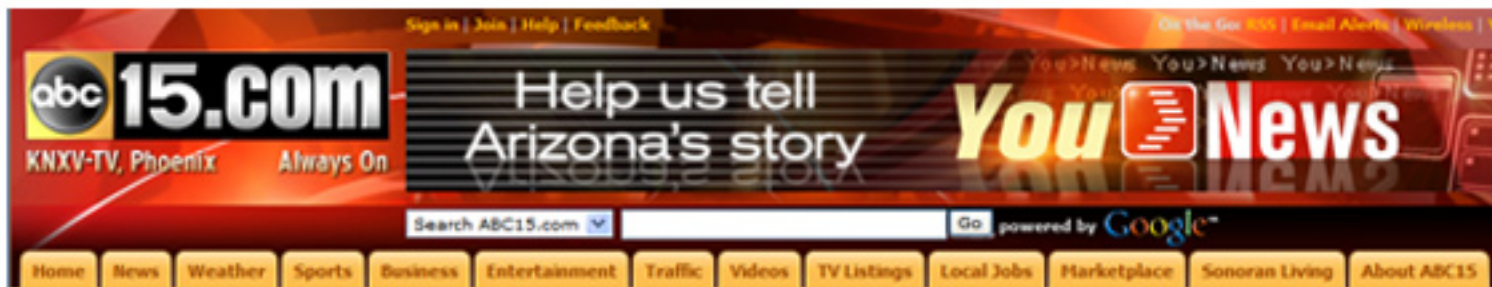 Sign in | Join | Help | Feedback
On the Go: RSS | Email Alerts | Wireless |
abc 15.com
KNXV-TV, Phoenix Always On
Help us tell
Arizona's story
You>News You>News You>News
You News
Search ABC15.com Go powered by Google™
Home News Weather Sports Business Entertainment Traffic Videos TV Listings Local Jobs Marketplace Sonoran Living About ABC15